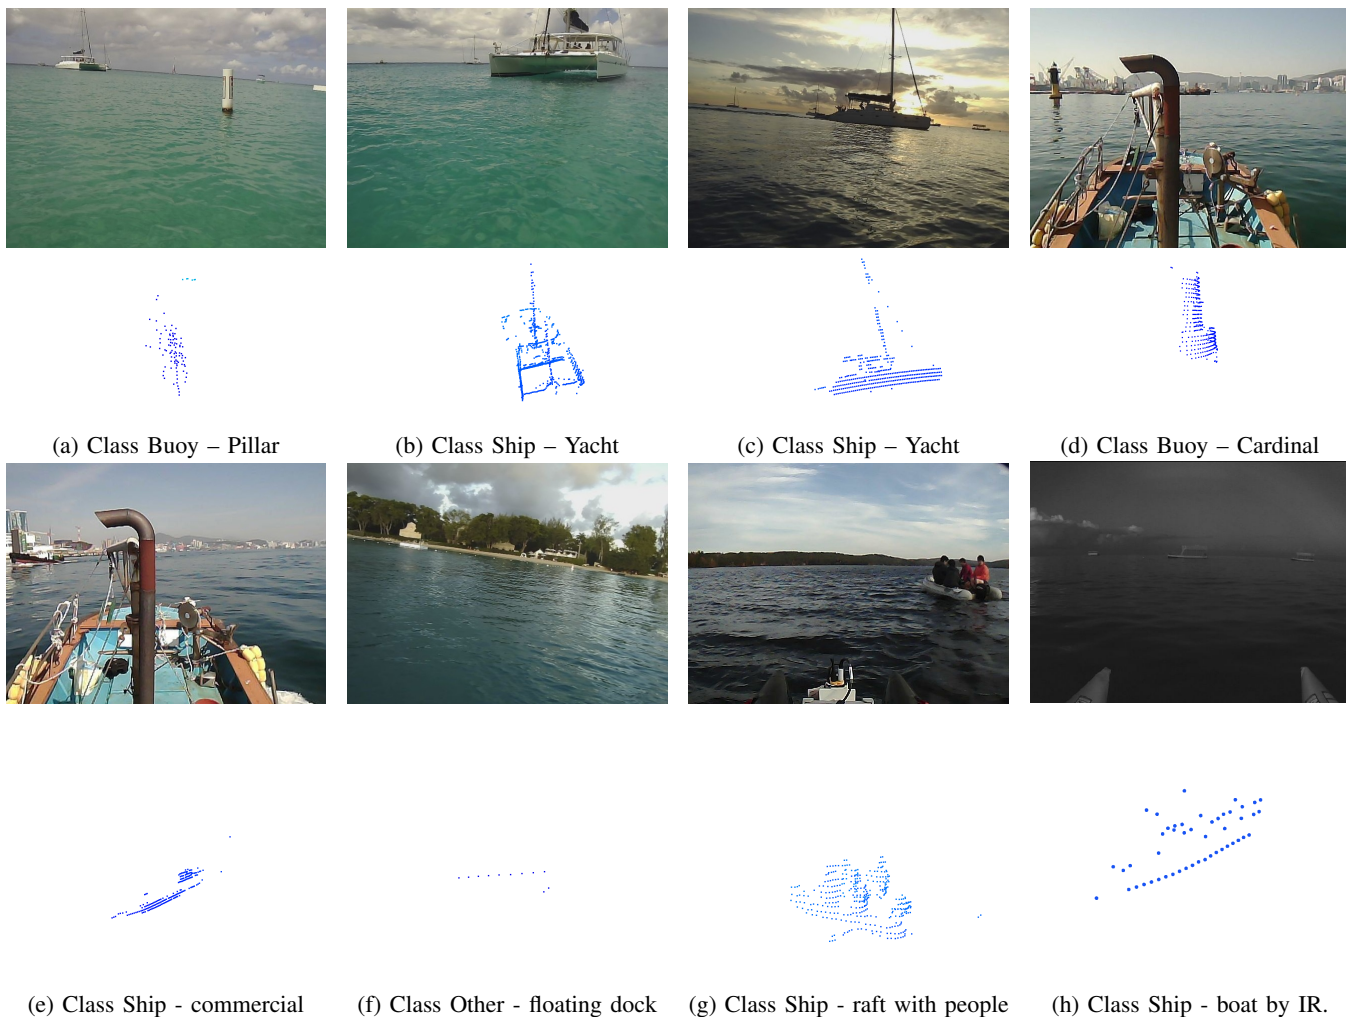 (a) Class Buoy – Pillar
(b) Class Ship – Yacht
(c) Class Ship – Yacht
(d) Class Buoy – Cardinal
(e) Class Ship - commercial
(f) Class Other - floating dock
(g) Class Ship - raft with people
(h) Class Ship - boat by IR.